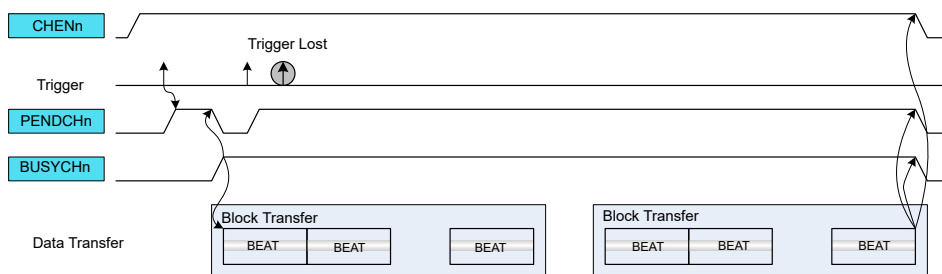 CHENn
Trigger Lost
Trigger
PENDCHn
BUSYCHn
Block Transfer
Block Transfer
Data Transfer
BEAT BEAT BEAT BEAT BEAT BEAT